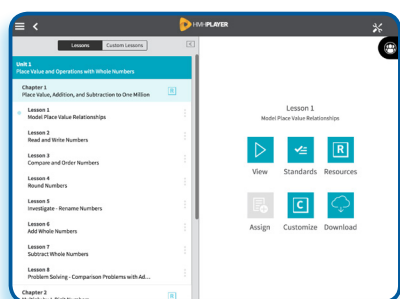 HMH PLAYER
Lessons
Custom Lessons
Unit 1
Place Value and Operations with Whole Numbers
Chapter 1
Place Value, Addition, and Subtraction to One Million
R
Lesson 1
Model Place Value Relationships
Lesson 2
Read and Write Numbers
Lesson 3
Compare and Order Numbers
Lesson 4
Round Numbers
Lesson 5
Investigate - Rename Numbers
Lesson 6
Add Whole Numbers
Lesson 7
Subtract Whole Numbers
Lesson 8
Problem Solving - Comparison Problems with Ad...
Chapter 2
R
Lesson 1
Model Place Value Relationships
R
View
Standards
Resources
C
Assign
Customize
Download